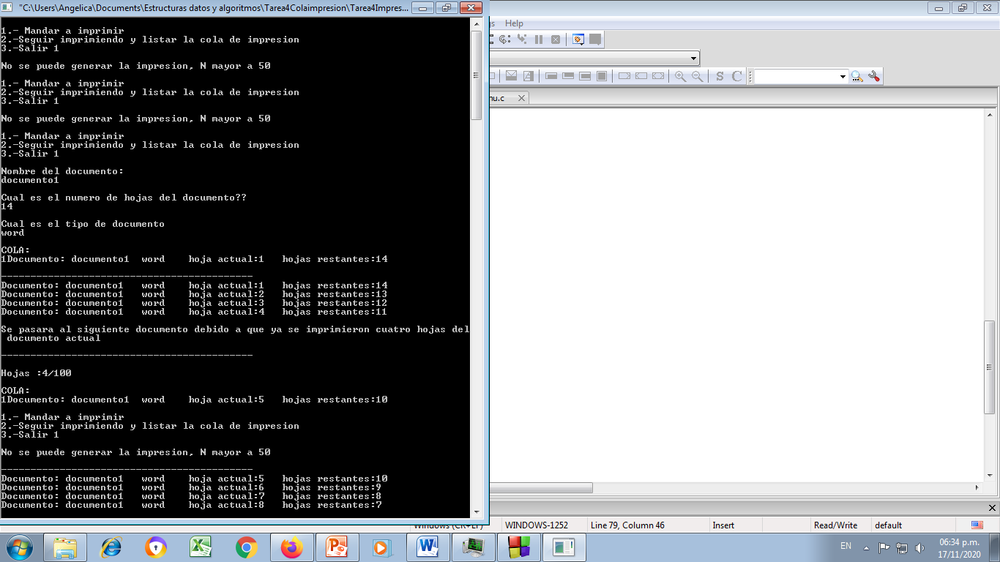 "C:\Users\Angelica\Documents\Estructuras datos y algoritmos\Tarea4Colaimpresion\Tarea4Impres...
Help
1.- Mandar a imprimir
2.-Seguir imprimiendo y listar la cola de impresion
3.-Salir 1
No se puede generar la impresion, N mayor a 50
1.- Mandar a imprimir
2.-Seguir imprimiendo y listar la cola de impresion
3.-Salir 1
No se puede generar la impresion, N mayor a 50
1.- Mandar a imprimir
2.-Seguir imprimiendo y listar la cola de impresion
3.-Salir 1
Nombre del documento:
documento1
Cual es el numero de hojas del documento??
14
Cual es el tipo de documento
word
COLA:
1Documento: documento1 word hoja actual:1 hojas restantes:14
-------------------------------------------
Documento: documento1 word hoja actual:1 hojas restantes:14
Documento: documento1 word hoja actual:2 hojas restantes:13
Documento: documento1 word hoja actual:3 hojas restantes:12
Documento: documento1 word hoja actual:4 hojas restantes:11
Se pasara al siguiente documento debido a que ya se imprimieron cuatro hojas del
documento actual
-------------------------------------------
Hojas :4/100
COLA:
1Documento: documento1 word hoja actual:5 hojas restantes:10
1.- Mandar a imprimir
2.-Seguir imprimiendo y listar la cola de impresion
3.-Salir 1
No se puede generar la impresion, N mayor a 50
-------------------------------------------
Documento: documento1 word hoja actual:5 hojas restantes:10
Documento: documento1 word hoja actual:6 hojas restantes:9
Documento: documento1 word hoja actual:7 hojas restantes:8
Documento: documento1 word hoja actual:8 hojas restantes:7
nu.c
S C
WINDOWS-1252 Line 79, Column 46 Insert Read/Write default
EN 06:34 p.m.
17/11/2020